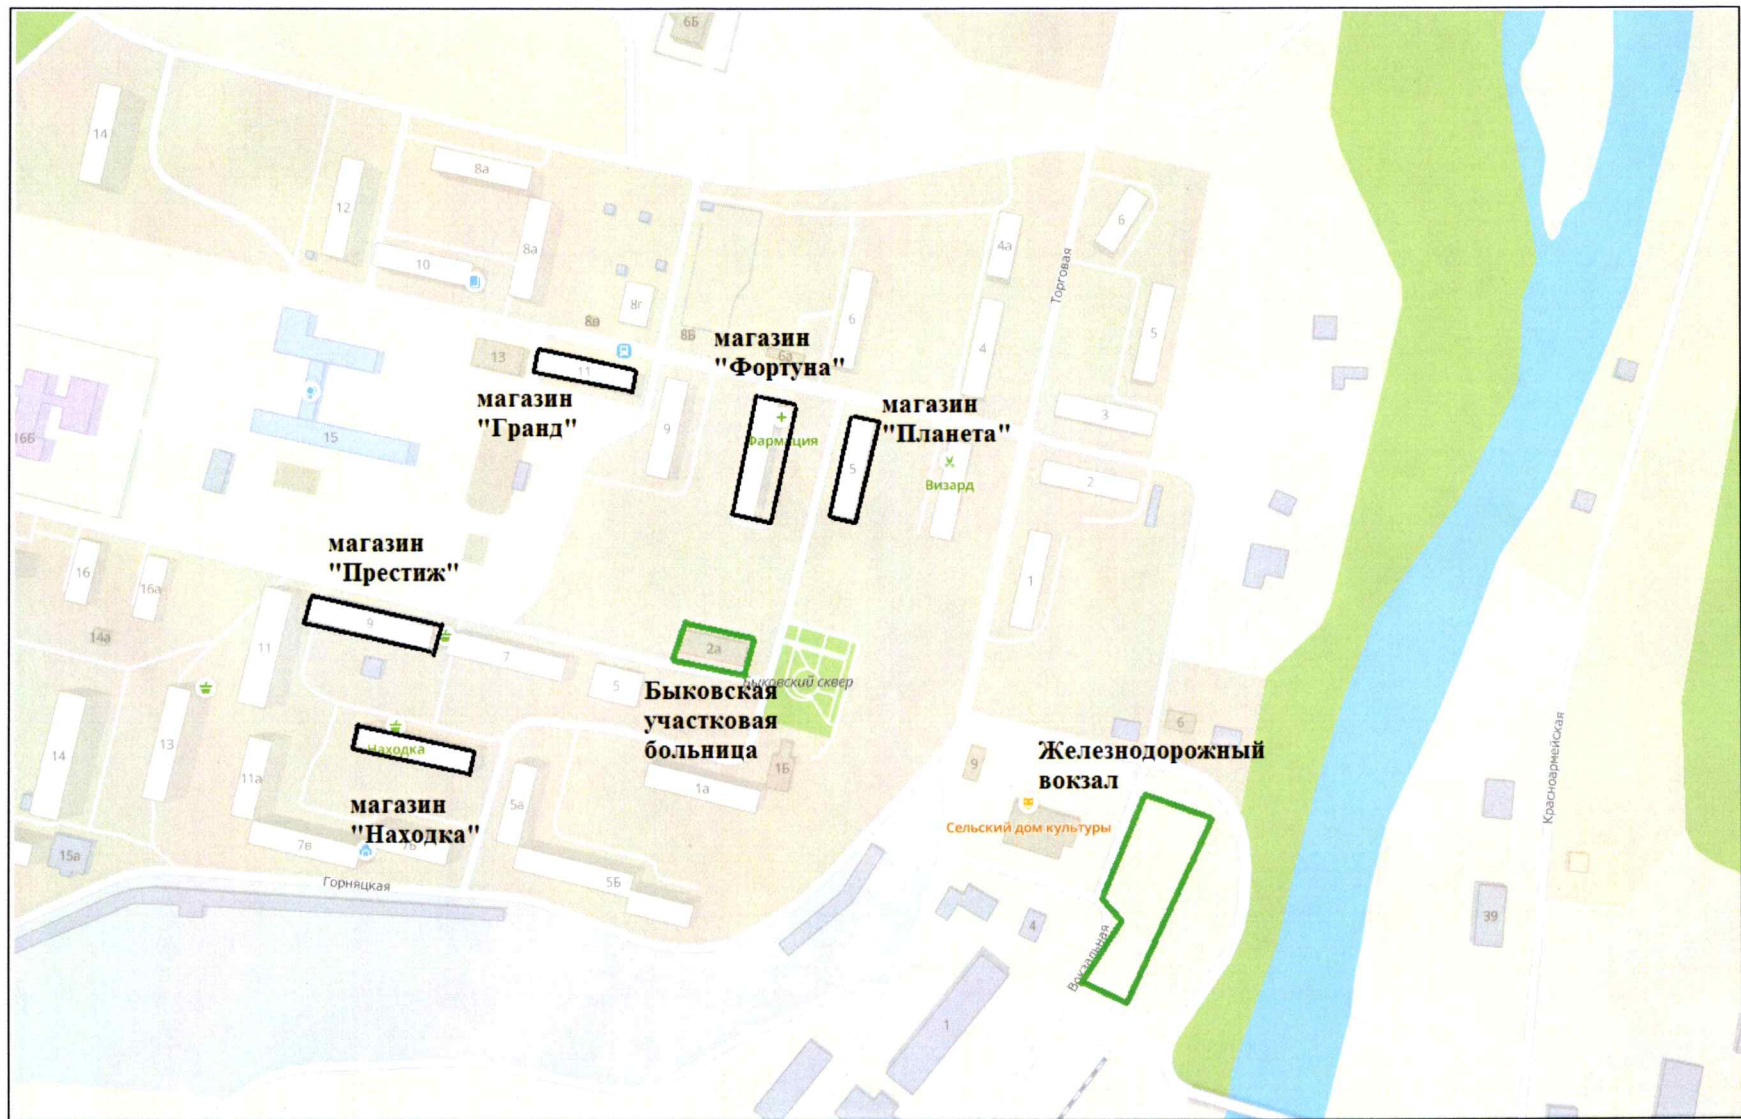 6Б
14
8а
12
6
8а
4а
10
Торговая
8г
6
5
8в
8Б
магазин
"Фортуна"
4
6а
13
11
магазин
"Гранд"
магазин
"Планета"
3
9
16Б
15
Фармация
5
2
Визард
магазин
"Престиж"
16
16а
1
9
14а
11
7
2а
5
Быковский сквер
Быковская
участковая
больница
6
Красноармейская
14
13
Находка
11а
1а
1Б
9
Железнодорожный
вокзал
5а
магазин
"Находка"
Сельский дом культуры
15а
7в
7Б
Горняцкая
5Б
39
4
Вокзальная
1